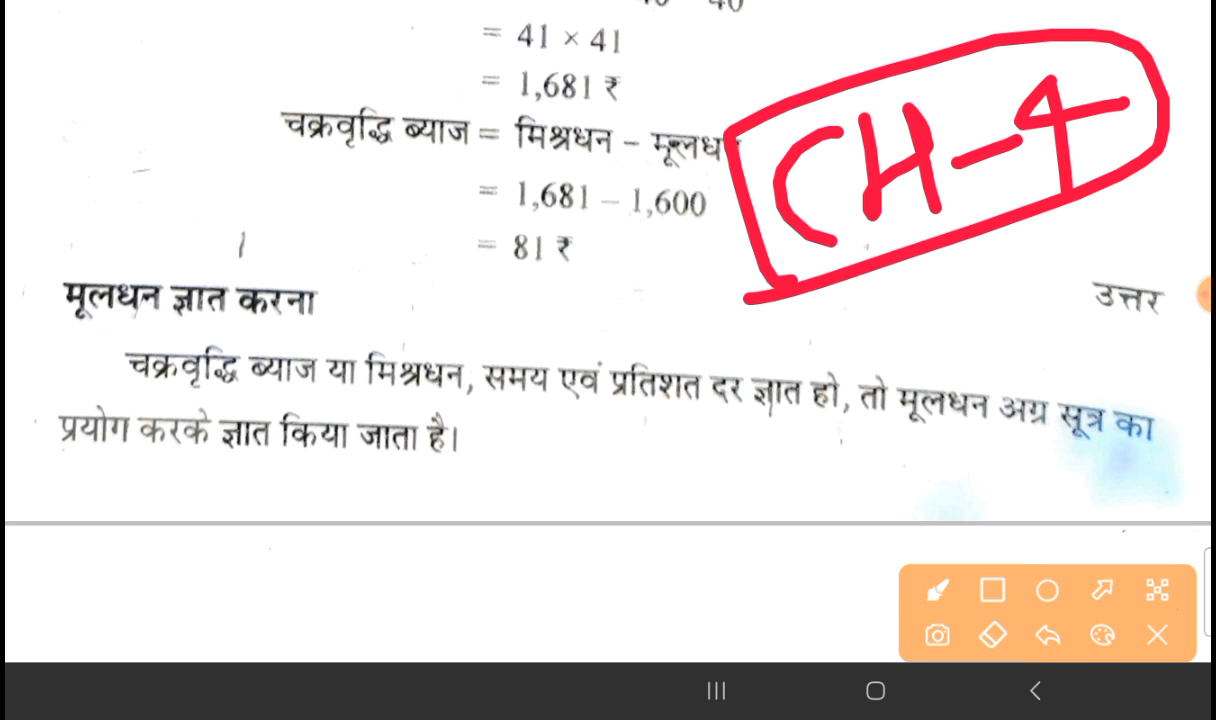 = 41 × 41
= 1,681 ₹
चक्रवृद्धि ब्याज = मिश्रधन – मूलध
= 1,681 – 1,600
= 81 ₹
CH-4
उत्तर
मूलधन ज्ञात करना
चक्रवृद्धि ब्याज या मिश्रधन, समय एवं प्रतिशत दर ज्ञात हो, तो मूलधन अग्र सूत्र का
प्रयोग करके ज्ञात किया जाता है।